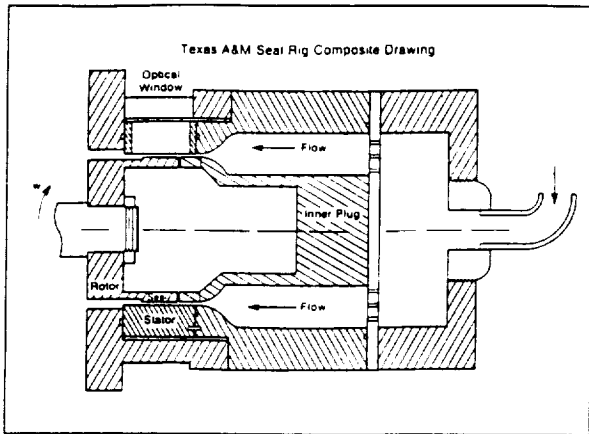 Texas A&M Seal Rig Composite Drawing
Optical
Window
Flow
w
Inner Plug
Rotor
Seal
Stator
Flow